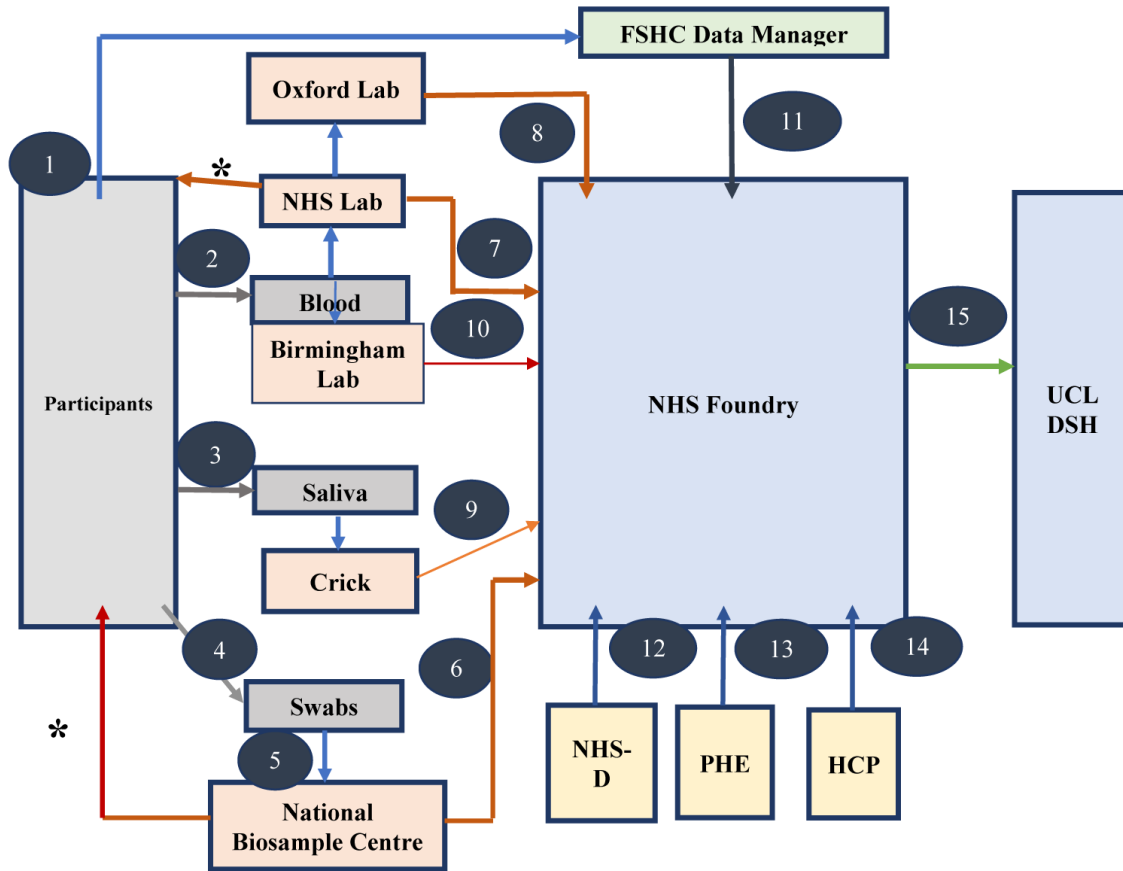 FSHC Data Manager
Oxford Lab
8
11
1
*
NHS Lab
7
2
Blood
10
15
Birmingham
Lab
Participants
NHS Foundry
UCL
DSH
3
Saliva
9
Crick
4
6
12
13
14
Swabs
*
5
NHS-
D
PHE
HCP
National
Biosample Centre